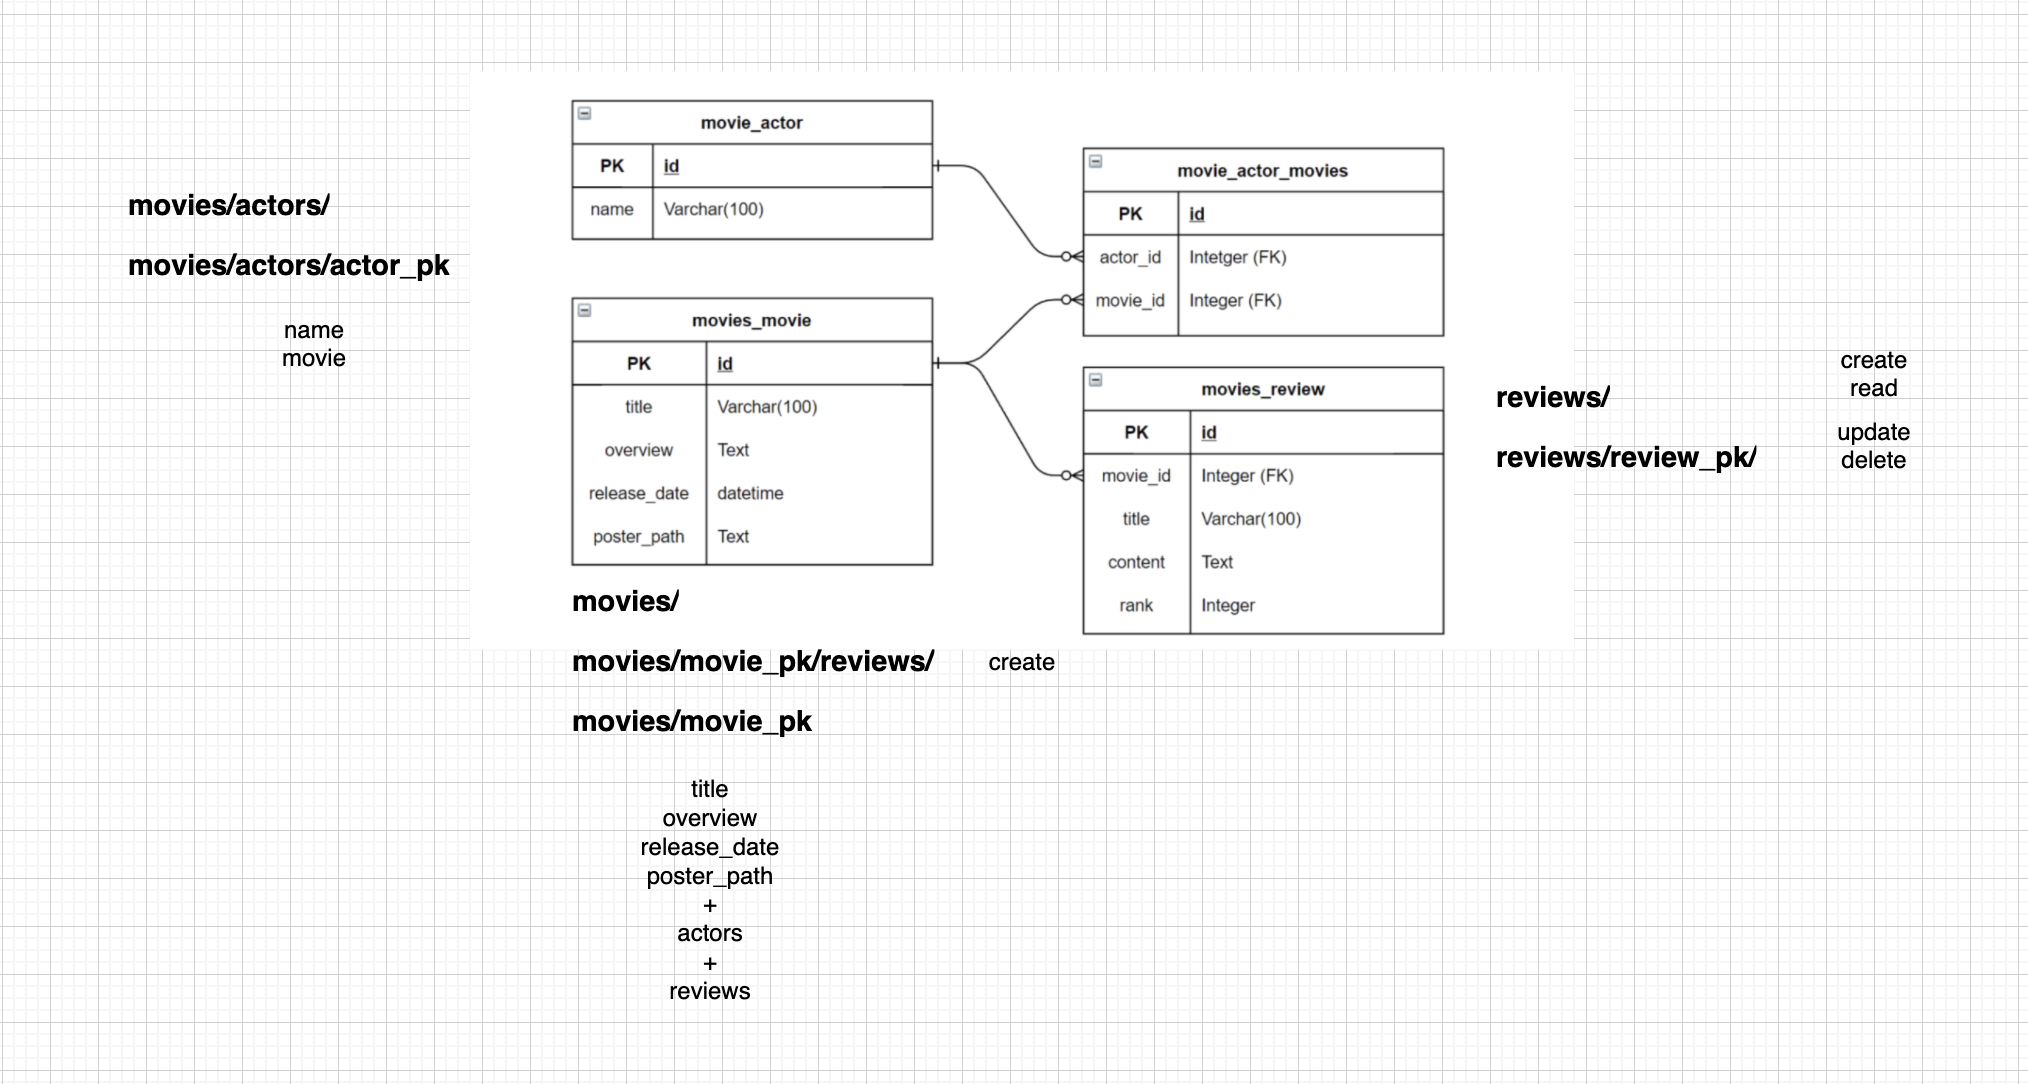 movies/actors/
movies/actors/actor_pk
name
movie
movie_actor
PK id
name Varchar(100)
movies_movie
PK id
title Varchar(100)
overview Text
release_date datetime
poster_path Text
movie_actor_movies
PK id
actor_id Intetger (FK)
movie_id Integer (FK)
movies_review
PK id
movie_id Integer (FK)
title Varchar(100)
content Text
rank Integer
reviews/
reviews/review_pk/
create
read
update
delete
movies/
movies/movie_pk/reviews/ create
movies/movie_pk
title
overview
release_date
poster_path
+
actors
+
reviews